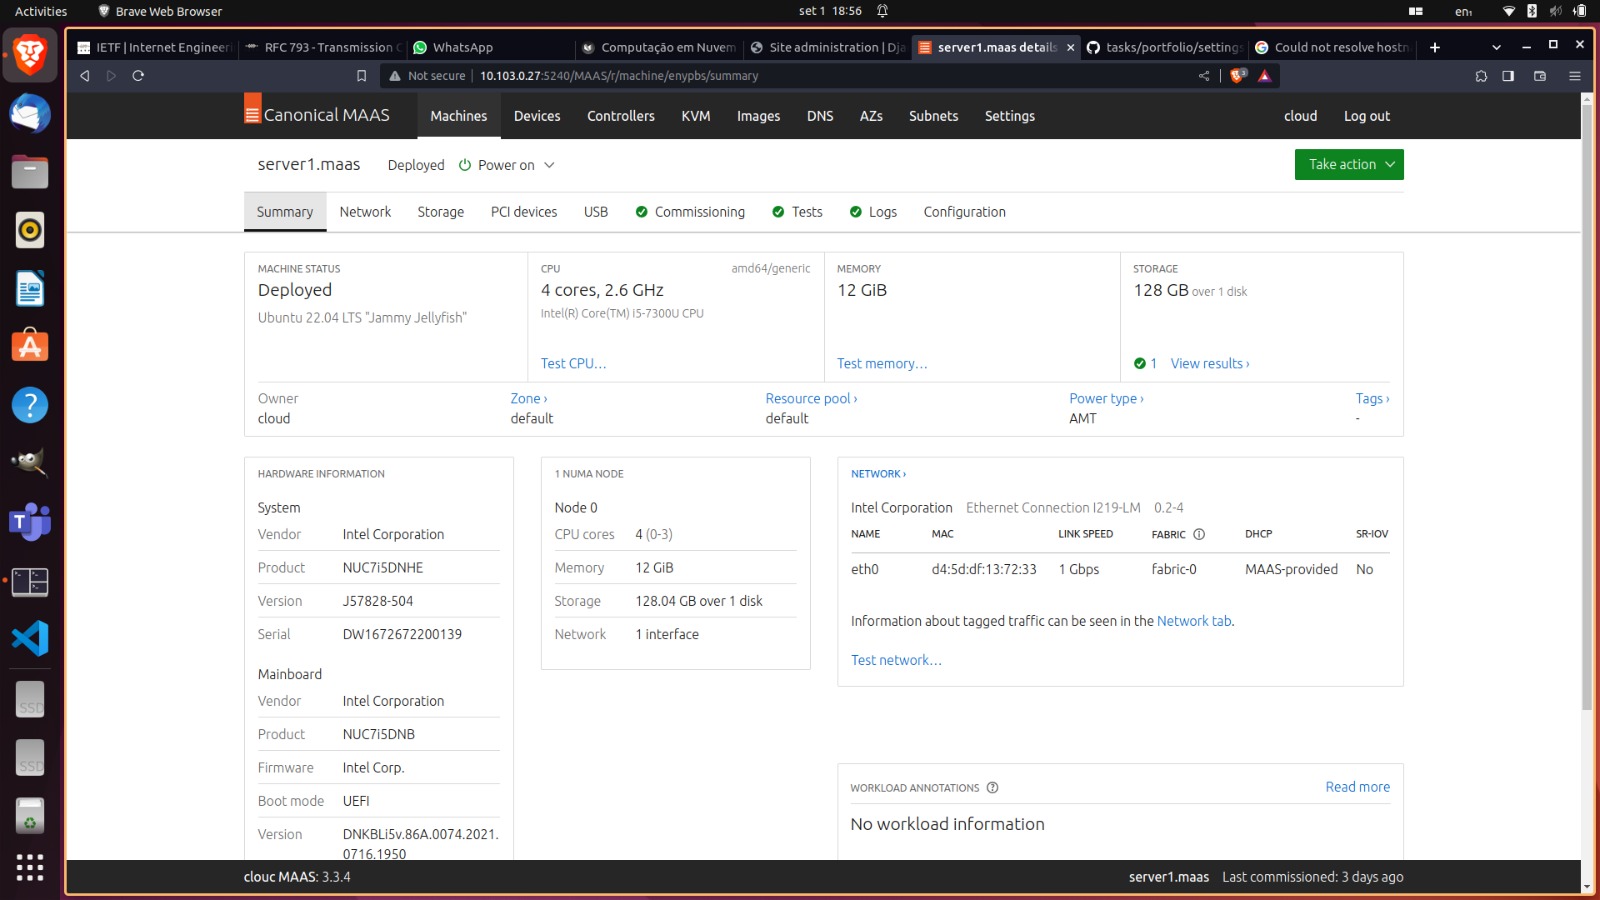 Activities
Brave Web Browser
set 1 18:56
en₁
IETF | Internet Engineeri
RFC 793 - Transmission C
WhatsApp
Computação em Nuvem
Site administration | Dja
server1.maas details
tasks/portfolio/settings
Could not resolve hostn
Not secure
10.103.0.27:5240/MAAS/r/machine/enypbs/summary
Canonical MAAS
Machines
Devices
Controllers
KVM
Images
DNS
AZs
Subnets
Settings
cloud
Log out
server1.maas
Deployed
Power on
Take action
Summary
Network
Storage
PCI devices
USB
Commissioning
Tests
Logs
Configuration
MACHINE STATUS
Deployed
Ubuntu 22.04 LTS "Jammy Jellyfish"
CPU
amd64/generic
4 cores, 2.6 GHz
Intel(R) Core(TM) i5-7300U CPU
Test CPU...
MEMORY
12 GiB
Test memory...
STORAGE
128 GB over 1 disk
1 View results ›
Owner
cloud
Zone ›
default
Resource pool ›
default
Power type ›
AMT
Tags ›
-
HARDWARE INFORMATION
System
Vendor Intel Corporation
Product NUC7i5DNHE
Version J57828-504
Serial DW1672672200139
Mainboard
Vendor Intel Corporation
Product NUC7i5DNB
Firmware Intel Corp.
Boot mode UEFI
Version DNKBLi5v.86A.0074.2021.
0716.1950
1 NUMA NODE
Node 0
CPU cores 4 (0-3)
Memory 12 GiB
Storage 128.04 GB over 1 disk
Network 1 interface
NETWORK ›
Intel Corporation Ethernet Connection I219-LM 0.2-4
NAME MAC LINK SPEED FABRIC DHCP SR-IOV
eth0 d4:5d:df:13:72:33 1 Gbps fabric-0 MAAS-provided No
Information about tagged traffic can be seen in the Network tab.
Test network...
WORKLOAD ANNOTATIONS
Read more
No workload information
clouc MAAS: 3.3.4
server1.maas Last commissioned: 3 days ago
SSD
SSD